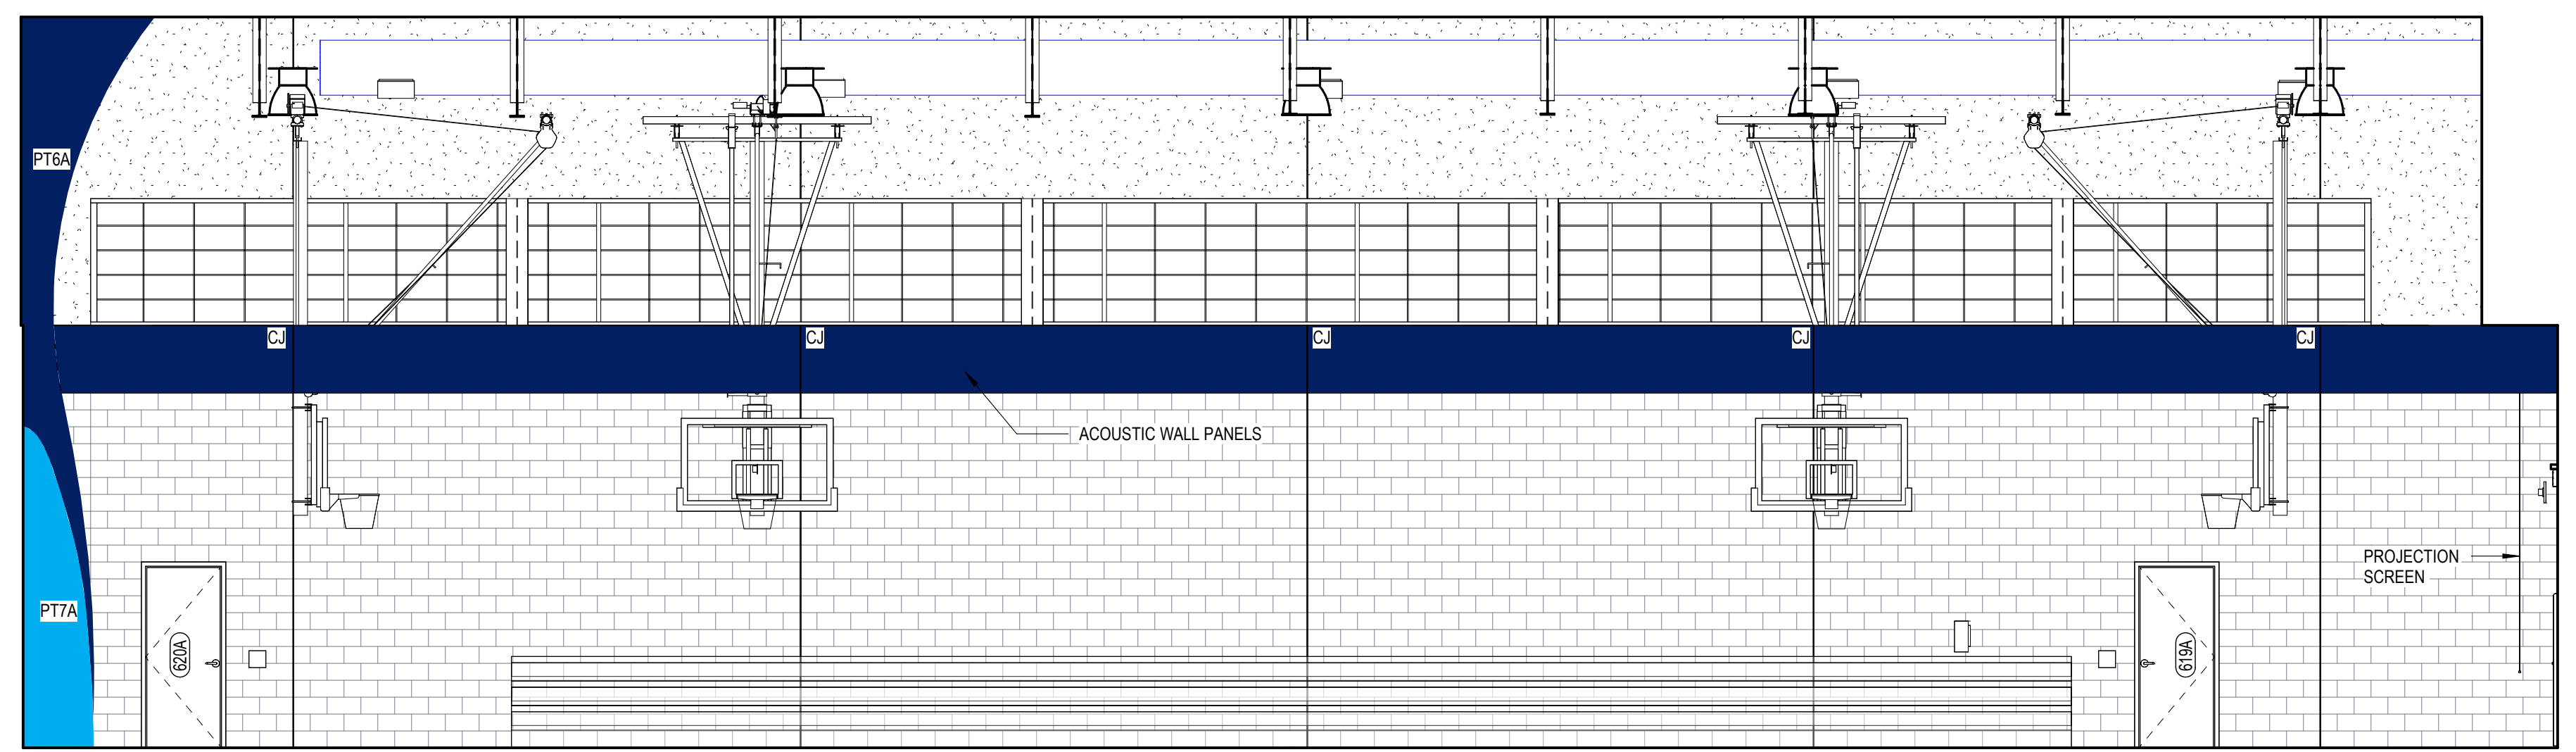 PT6A
CJ
CJ
CJ
CJ
CJ
ACOUSTIC WALL PANELS
PROJECTION
SCREEN
PT7A
620A
619A